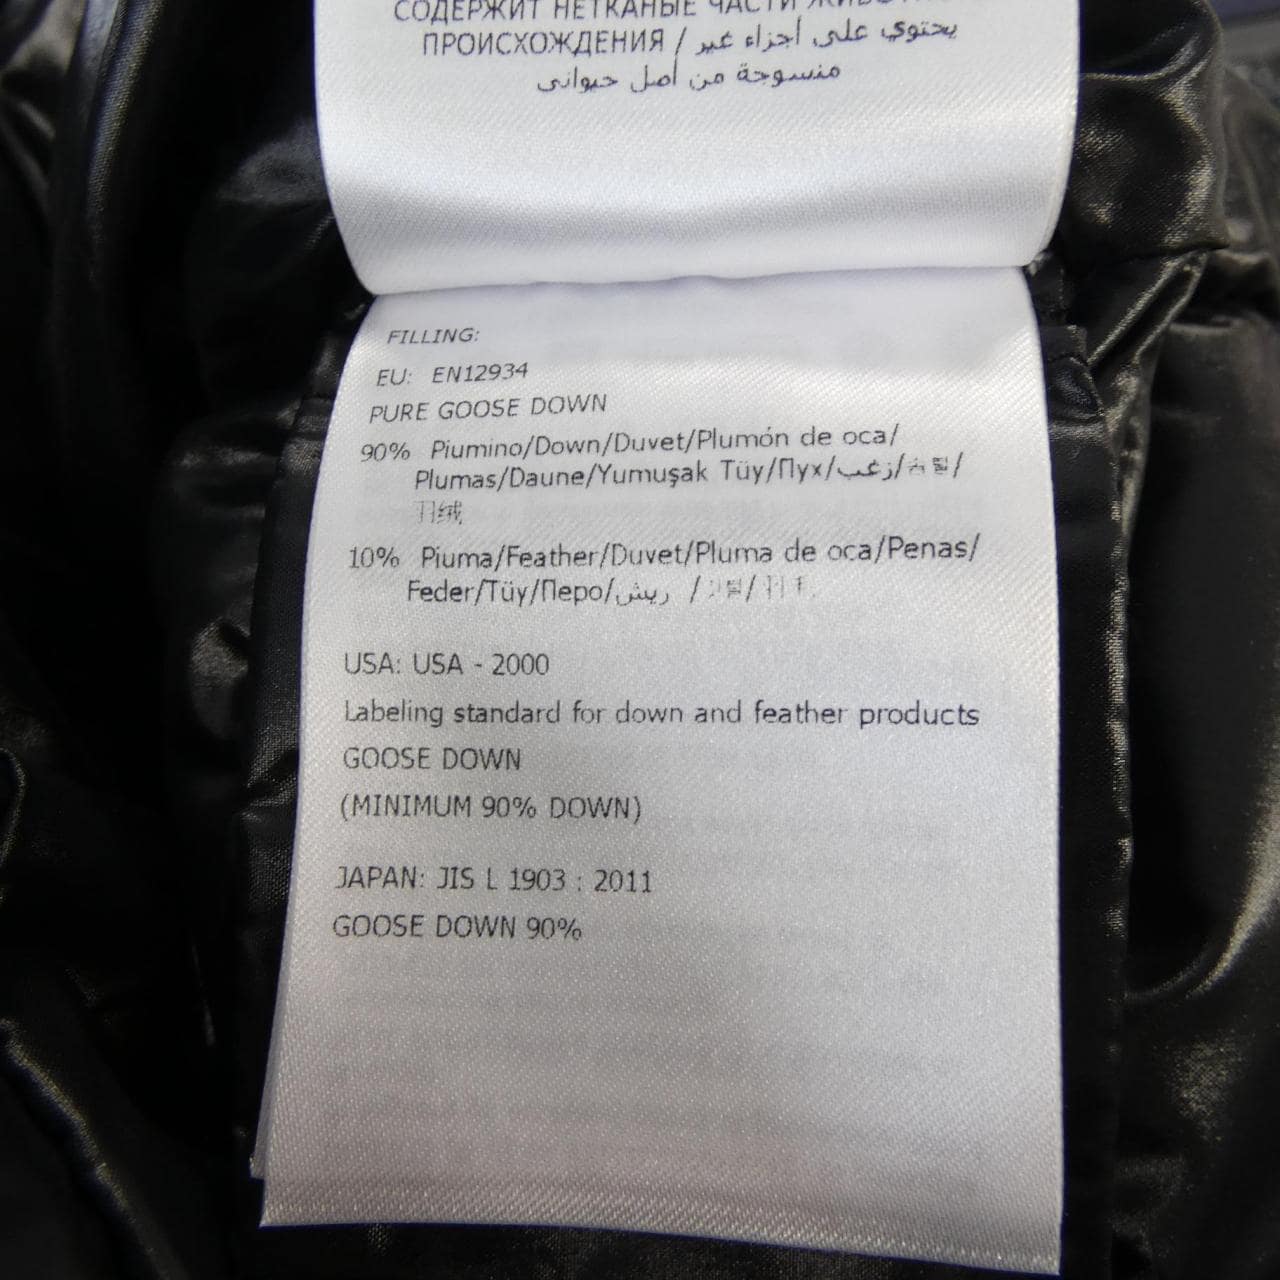 СОДЕРЖИТ НЕТКАНЫЕ ЧАСТИ
ПРОИСХОЖДЕНИЯ / يحتوي على أجزاء غير
منسوجة من أصل حيواني
FILLING:
EU: EN12934
PURE GOOSE DOWN
90% Piumino/Down/Duvet/Plumón de oca/
Plumas/Daune/Yumuşak Tüy/Пух/زغب/
羽绒
10% Piuma/Feather/Duvet/Pluma de oca/Penas/
Feder/Tüy/Перо/ريش /
USA: USA - 2000
Labeling standard for down and feather products
GOOSE DOWN
(MINIMUM 90% DOWN)
JAPAN: JIS L 1903 : 2011
GOOSE DOWN 90%